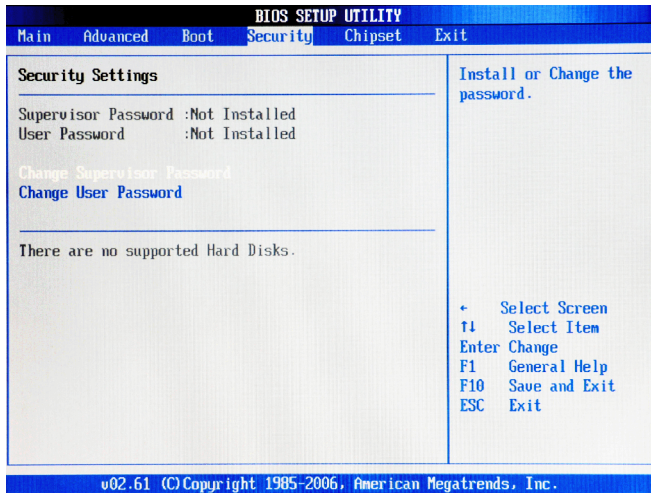 BIOS SETUP UTILITY
Main Advanced Boot Security Chipset Exit
Security Settings
Supervisor Password :Not Installed
User Password :Not Installed
Change Supervisor Password
Change User Password
There are no supported Hard Disks.
Install or Change the
password.
← Select Screen
↑↓ Select Item
Enter Change
F1 General Help
F10 Save and Exit
ESC Exit
v02.61 (C)Copyright 1985-2006, American Megatrends, Inc.